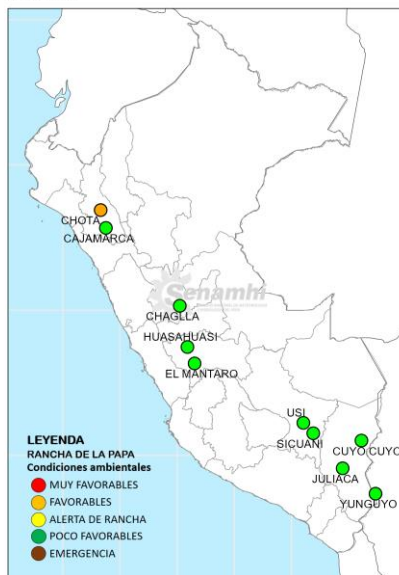 CHOTA
CAJAMARCA
Senamhi
CHAGLLA
HUASAHUASI
EL MANTARO
USI
SICUANI
CUYO CUYO
JULIACA
YUNGUYO
LEYENDA
RANCHA DE LA PAPA
Condiciones ambientales
MUY FAVORABLES
FAVORABLES
ALERTA DE RANCHA
POCO FAVORABLES
EMERGENCIA